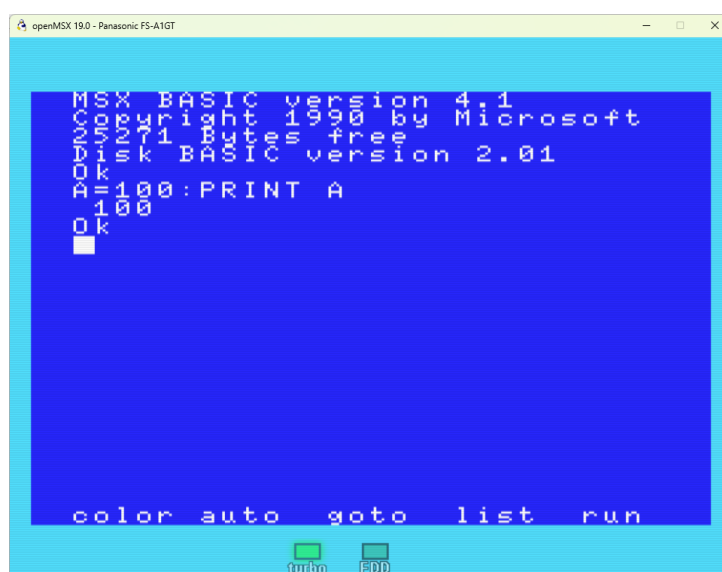 openMSX 19.0 - Panasonic FS-A1GT
MSX BASIC version 4.1
Copyright 1990 by Microsoft
25271 Bytes free
Disk BASIC version 2.01
Ok
A=100:PRINT A
100
Ok
color auto goto list run
turbo FDD